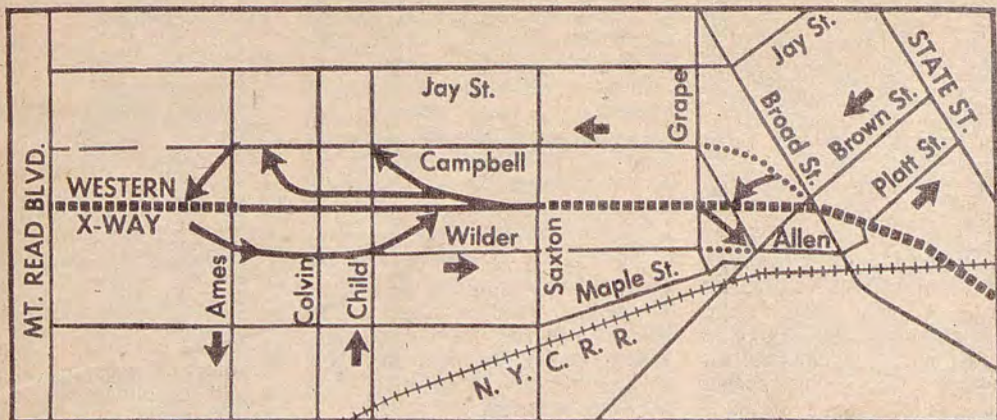 MT. READ BLVD.
WESTERN
X-WAY
Jay St.
Campbell
Wilder
Ames
Colvin
Child
Saxton
Maple St.
N. Y. C. R. R.
Grape
Broad St.
Jay St.
Brown St.
Platt St.
Allen
STATE ST.